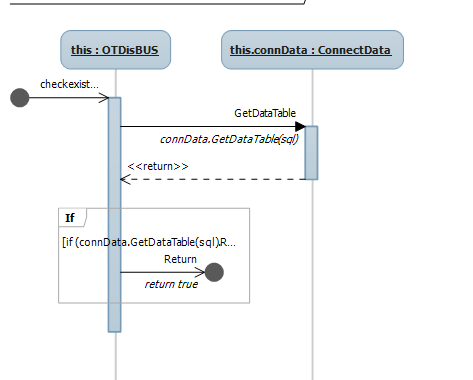 this : OTDisBUS
this.connData : ConnectData
checkexist...
GetDataTable
connData.GetDataTable(sql)
<<return>>
If
[if (connData.GetDataTable(sql).R...
Return
return true